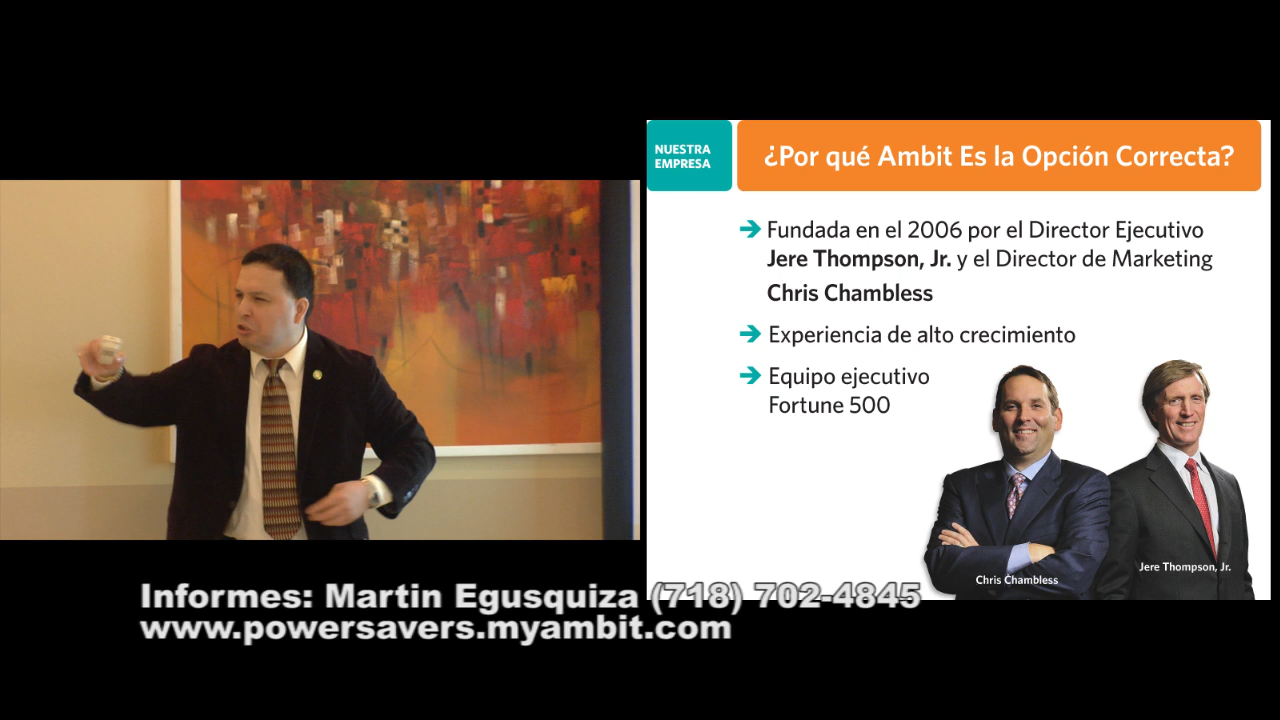 NUESTRA
EMPRESA
¿Por qué Ambit Es la Opción Correcta?
Fundada en el 2006 por el Director Ejecutivo
Jere Thompson, Jr. y el Director de Marketing
Chris Chambless
Experiencia de alto crecimiento
Equipo ejecutivo
Fortune 500
Chris Chambless
Jere Thompson, Jr.
Informes: Martin Egusquiza (718) 702-4845
www.powersavers.myambit.com